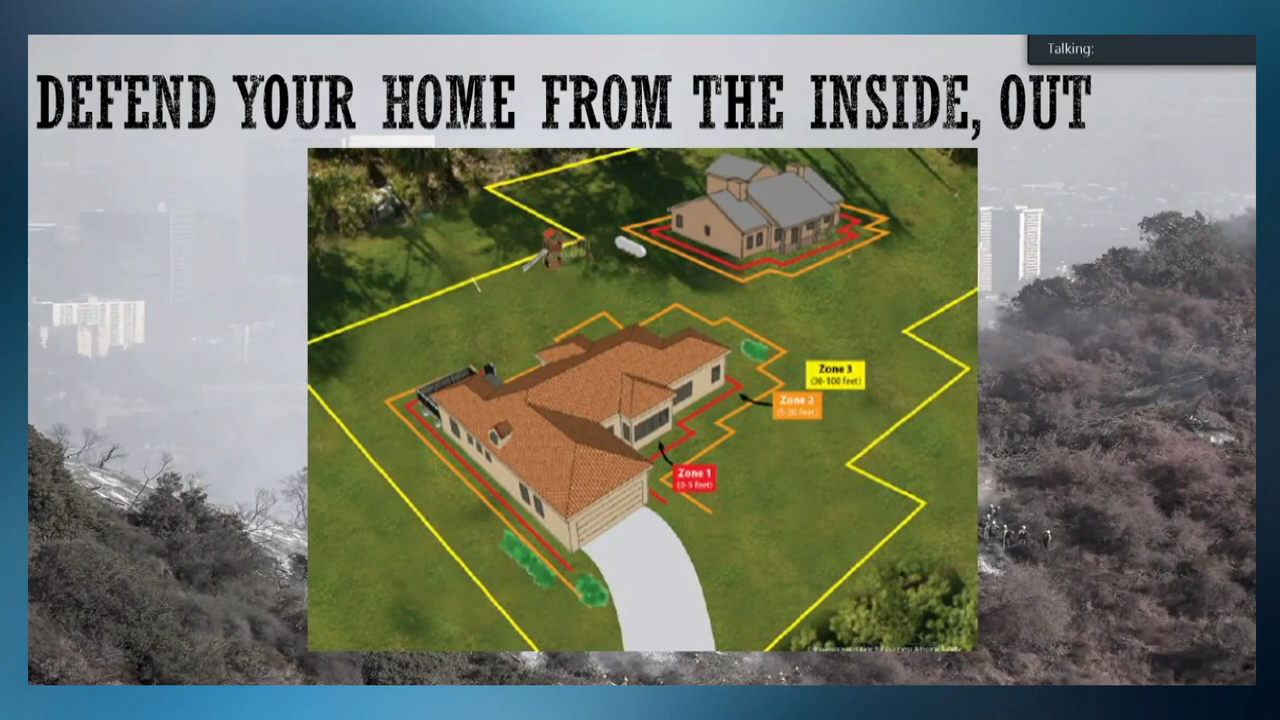 Talking:
DEFEND YOUR HOME FROM THE INSIDE, OUT
Zone 3
(30-100 feet)
Zone 2
(5-30 feet)
Zone 1
(0-5 feet)